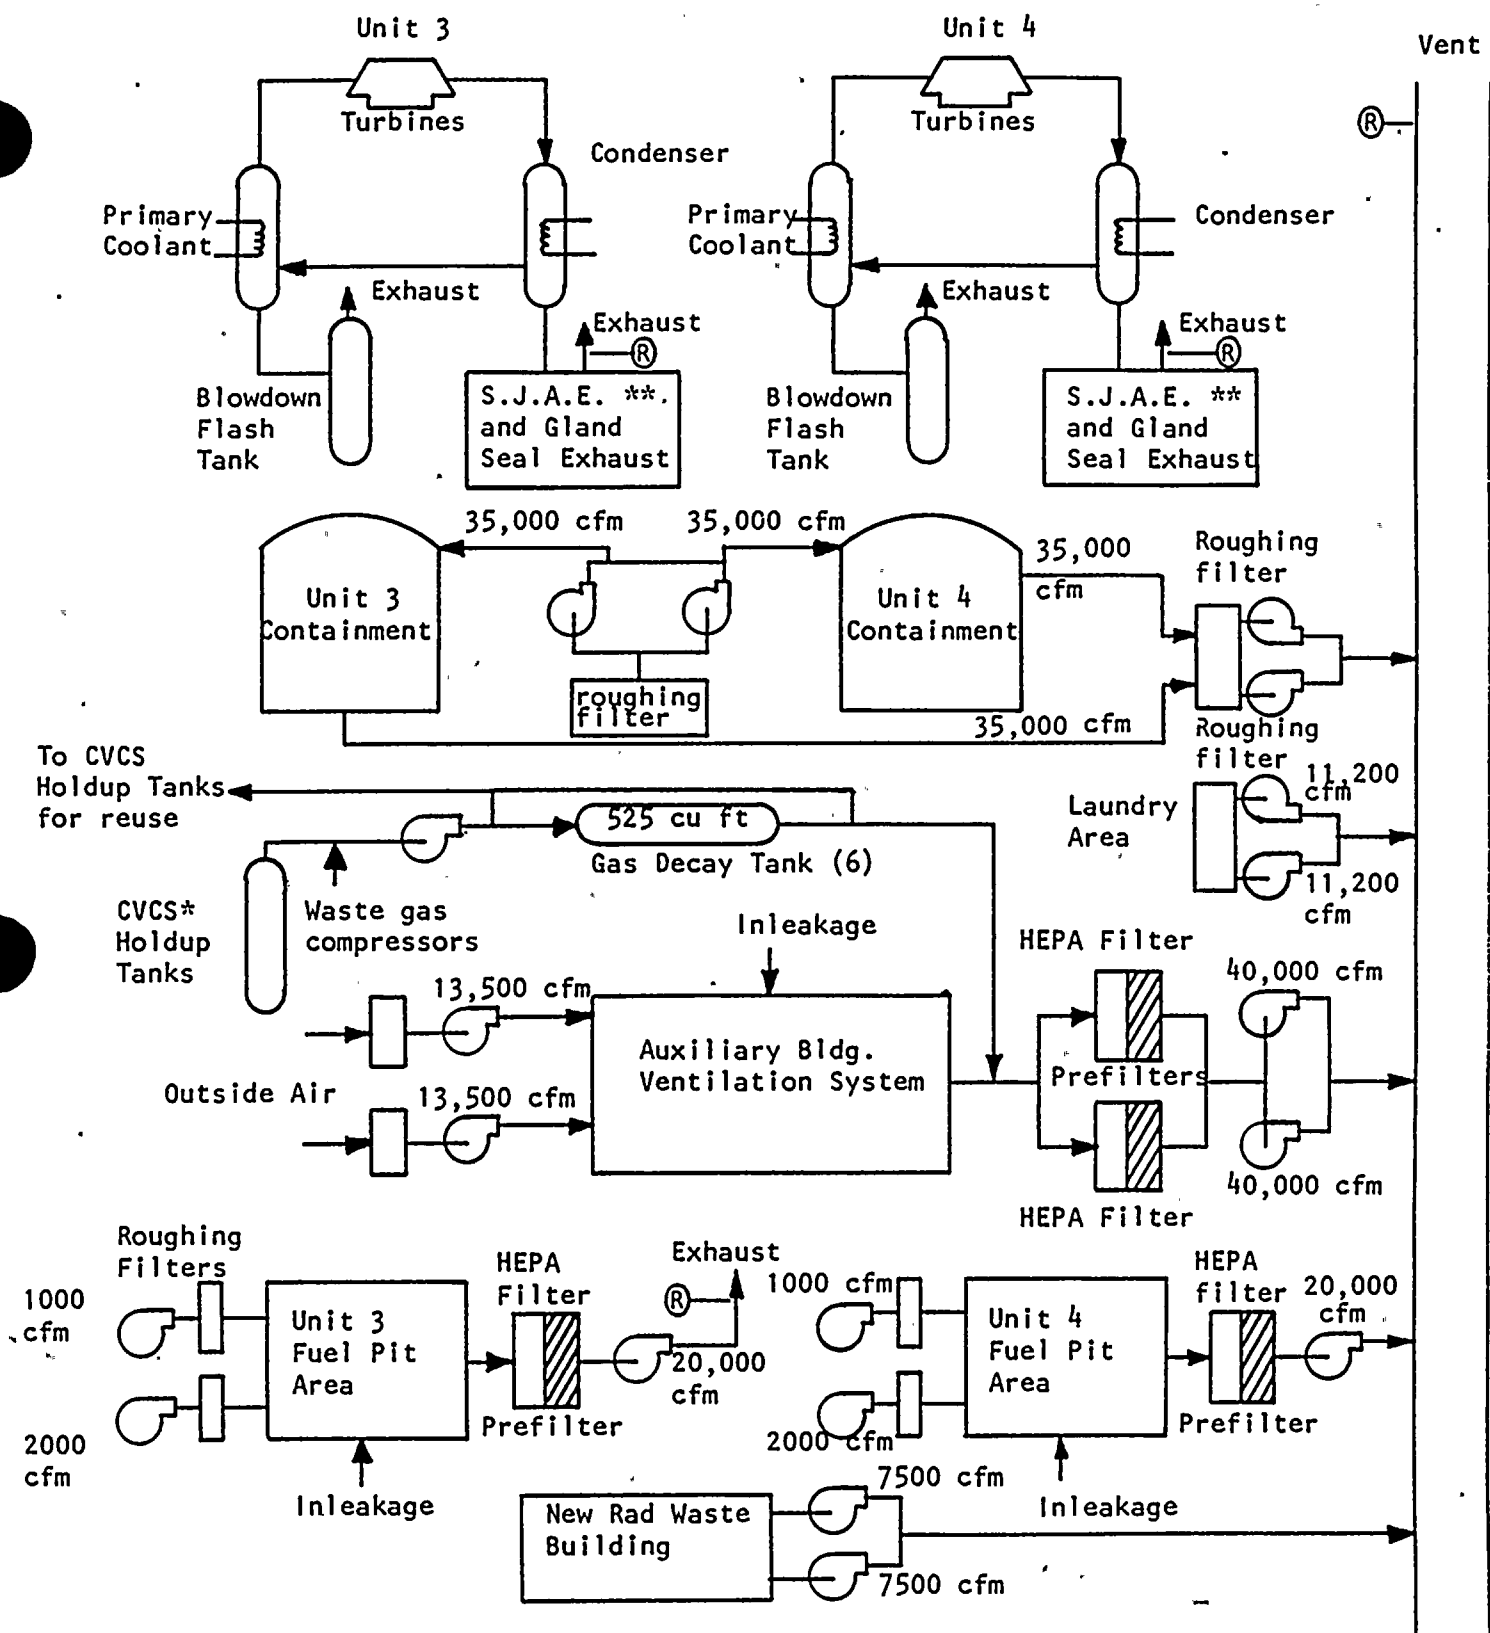 Unit 3
Unit 4
Vent
R
Turbines
Turbines
Condenser
Primary
Coolant
Primary
Coolant
Condenser
Exhaust
Exhaust
Exhaust
R
Exhaust
R
Blowdown
Flash
Tank
S.J.A.E. **
and Gland
Seal Exhaust
Blowdown
Flash
Tank
S.J.A.E. **
and Gland
Seal Exhaust
35,000 cfm
35,000 cfm
35,000
cfm
Roughing
filter
Unit 3
Containment
Unit 4
Containment
roughing
filter
35,000 cfm
Roughing
filter
To CVCS
Holdup Tanks
for reuse
525 cu ft
Gas Decay Tank (6)
Laundry
Area
11,200
cfm
11,200
cfm
CVCS*
Holdup
Tanks
Waste gas
compressors
Inleakage
HEPA Filter
40,000 cfm
13,500 cfm
Auxiliary Bldg.
Ventilation System
Prefilters
Outside Air
13,500 cfm
40,000 cfm
HEPA Filter
Roughing
Filters
HEPA
Filter
Exhaust
R
1000 cfm
HEPA
filter
20,000
cfm
1000
cfm
Unit 3
Fuel Pit
Area
20,000
cfm
Unit 4
Fuel Pit
Area
Prefilter
Prefilter
2000
cfm
2000 cfm
Inleakage
7500 cfm
Inleakage
New Rad Waste
Building
7500 cfm